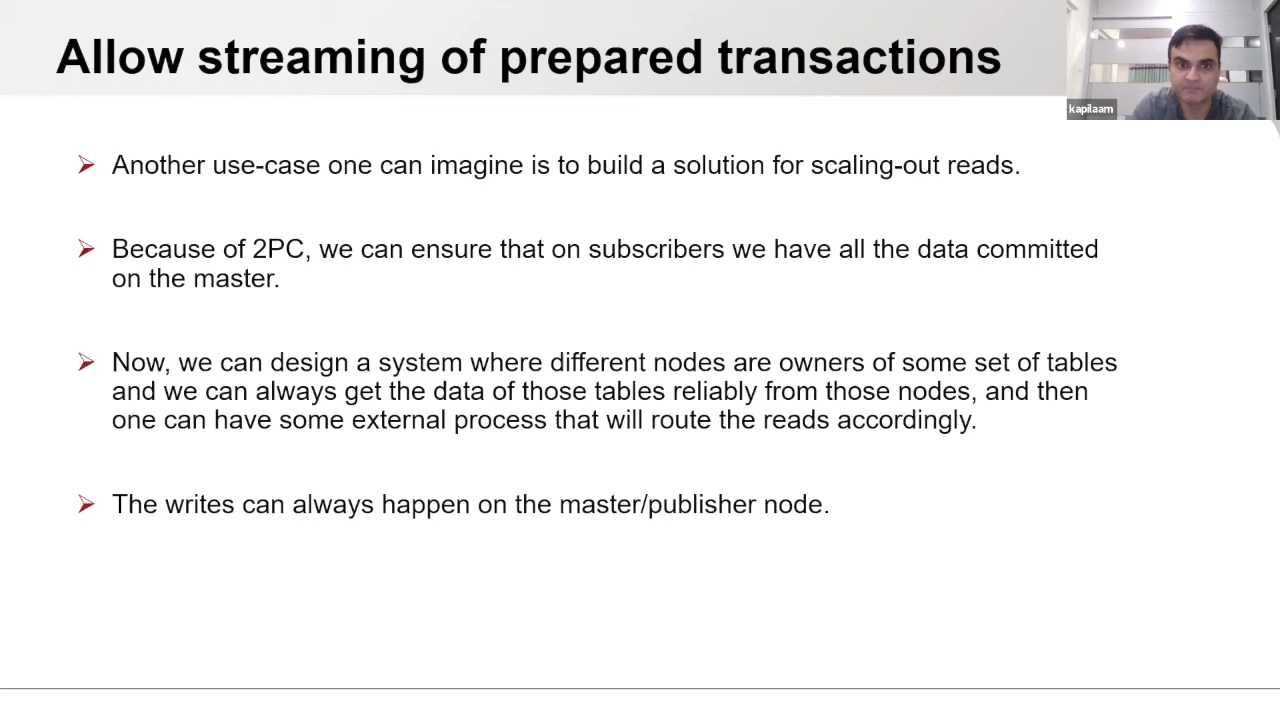 Allow streaming of prepared transactions
kapilaam
Another use-case one can imagine is to build a solution for scaling-out reads.
Because of 2PC, we can ensure that on subscribers we have all the data committed
on the master.
Now, we can design a system where different nodes are owners of some set of tables
and we can always get the data of those tables reliably from those nodes, and then
one can have some external process that will route the reads accordingly.
The writes can always happen on the master/publisher node.